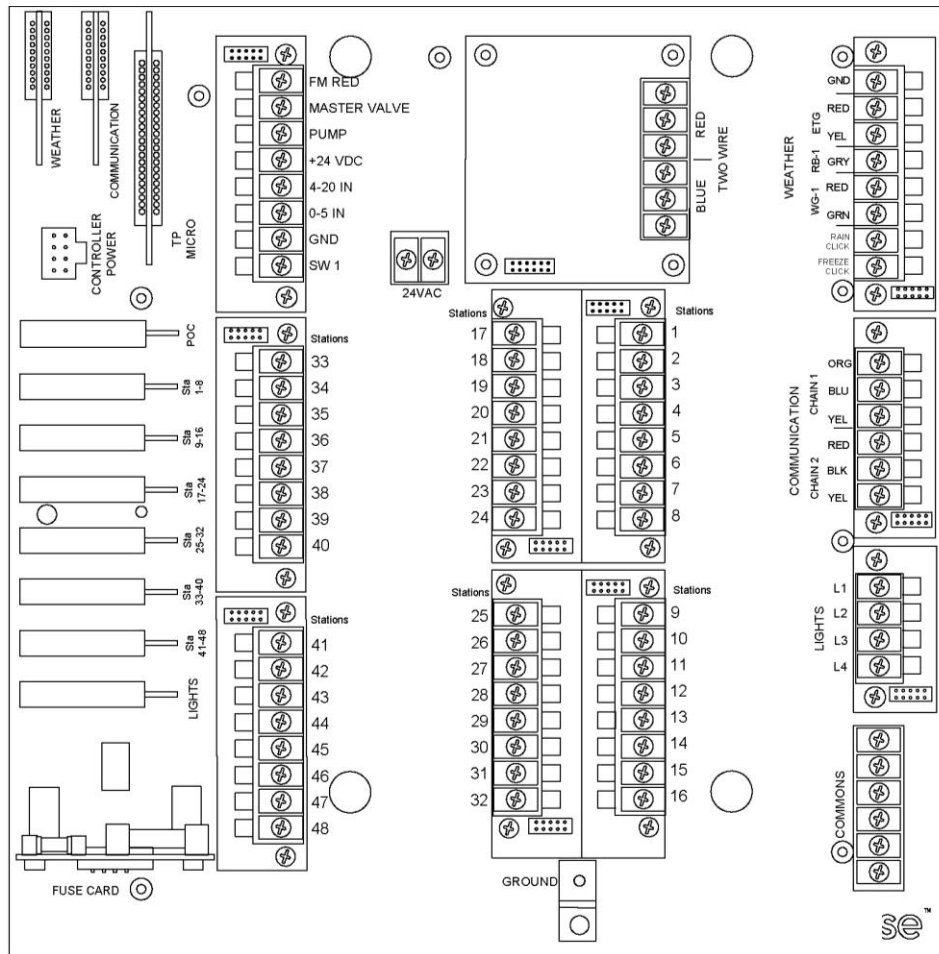 WEATHER
COMMUNICATION
CONTROLLER
POWER
TP
MICRO
FM RED
MASTER VALVE
PUMP
+24 VDC
4-20 IN
0-5 IN
GND
SW 1
24VAC
RED
BLUE
TWO WIRE
WEATHER
GND
RED
YEL
ETG
GRY
RB-1
RED
GRN
WG-1
RAIN
CLICK
FREEZE
CLICK
POC
Sta
1-8
Sta
9-16
Sta
17-24
Sta
25-32
Sta
33-40
Sta
41-48
LIGHTS
Stations
33
34
35
36
37
38
39
40
Stations
41
42
43
44
45
46
47
48
Stations
17
18
19
20
21
22
23
24
Stations
1
2
3
4
5
6
7
8
Stations
25
26
27
28
29
30
31
32
Stations
9
10
11
12
13
14
15
16
COMMUNICATION
CHAIN 1
ORG
BLU
YEL
CHAIN 2
RED
BLK
YEL
LIGHTS
L1
L2
L3
L4
COMMONS
FUSE CARD
GROUND
se™